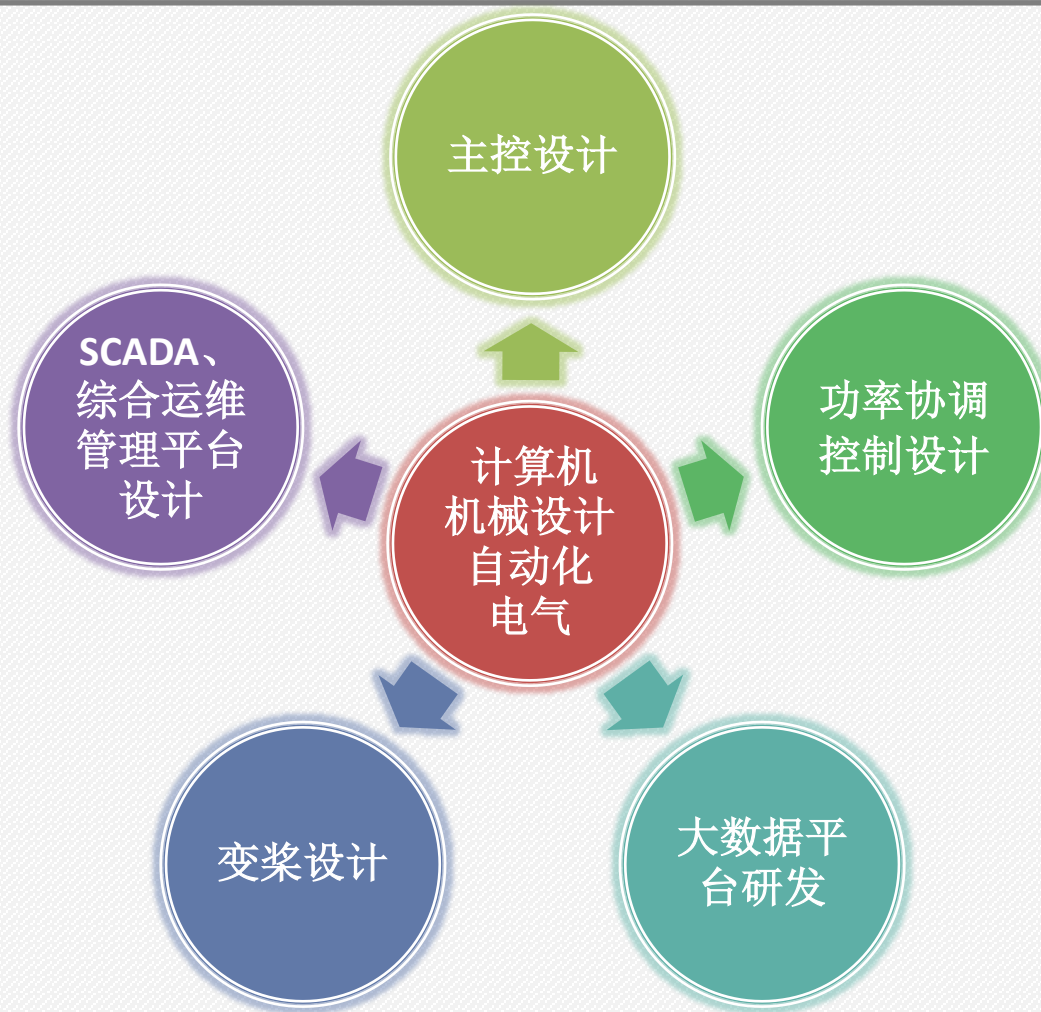 主控设计
SCADA、
综合运维
管理平台
设计
功率协调
控制设计
计算机
机械设计
自动化
电气
变桨设计
大数据平
台研发